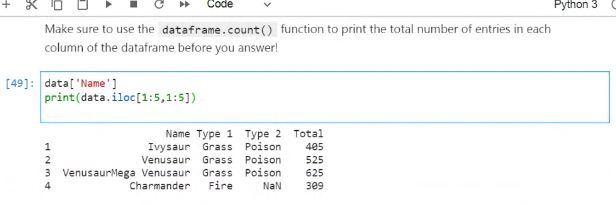 Code
Python 3
Make sure to use the dataframe.count() function to print the total number of entries in each
column of the dataframe before you answer!
[49]: data['Name']
print(data.iloc[1:5,1:5])
Name Type 1 Type 2 Total
1 Ivysaur Grass Poison 405
2 Venusaur Grass Poison 525
3 VenusaurMega Venusaur Grass Poison 625
4 Charmander Fire NaN 309